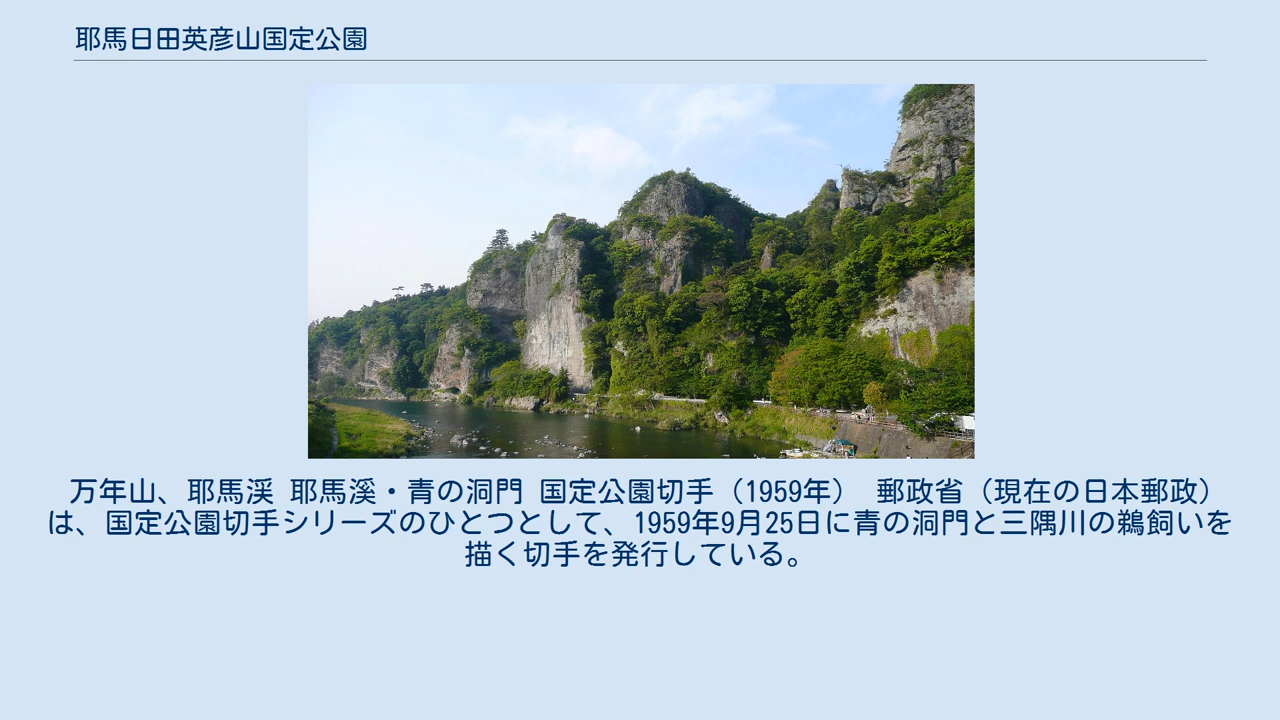 耶馬日田英彦山国定公園
万年山、耶馬渓 耶馬溪・青の洞門 国定公園切手（1959年） 郵政省（現在の日本郵政）
は、国定公園切手シリーズのひとつとして、1959年9月25日に青の洞門と三隅川の鵜飼いを
描く切手を発行している。